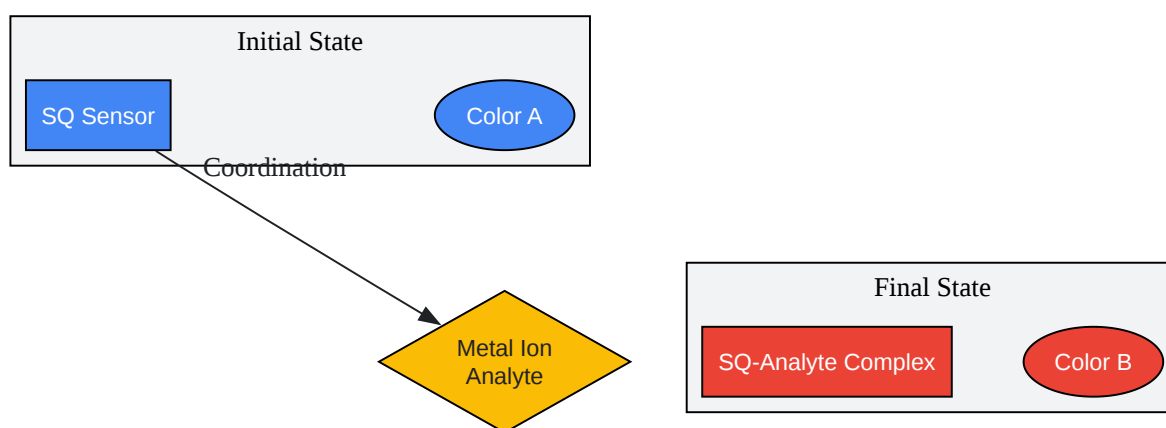 Initial State
SQ Sensor
Color A
Coordination
Metal Ion
Analyte
Final State
SQ-Analyte Complex
Color B